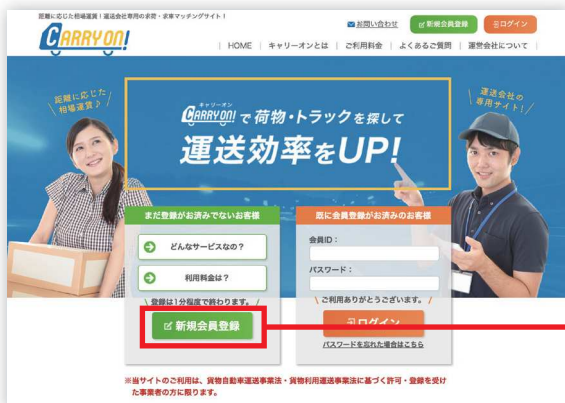 距離に応じた相場運賃!運送会社専用の求荷・求車マッチングサイト!
CARRY ON!
お問い合わせ
新規会員登録
ログイン
HOME | キャリーオンとは | ご利用料金 | よくあるご質問 | 運営会社について
距離に応じた
相場運賃♪
運送会社の
専用サイト!
キャリーオン
CARRY ON! で荷物・トラックを探して
運送効率をUP!
まだ登録がお済みでないお客様
どんなサービスなの?
利用料金は?
登録は1分程度で終わります。
新規会員登録
既に会員登録がお済みのお客様
会員ID:
パスワード:
ご利用ありがとうございます。
ログイン
パスワードを忘れた場合はこちら
※当サイトのご利用は、貨物自動車運送事業法・貨物利用運送事業法に基づく許可・登録を受け
た事業者の方に限ります。